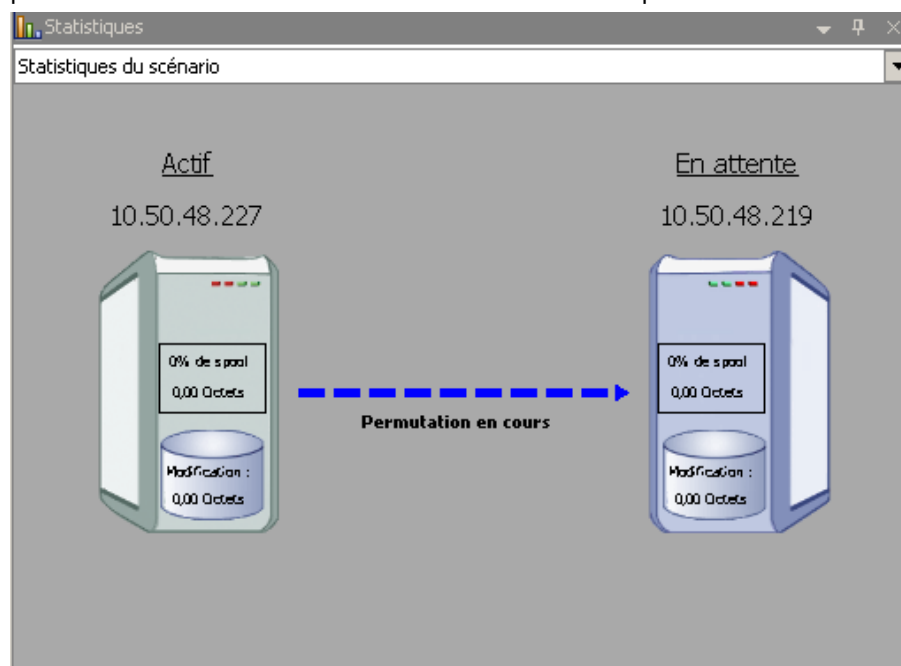 Statistiques
Statistiques du scénario
Actif
En attente
10.50.48.227
10.50.48.219
0% de spool
0,00 Octets
0% de spool
0,00 Octets
Permutation en cours
Modification :
0,00 Octets
Modification :
0,00 Octets